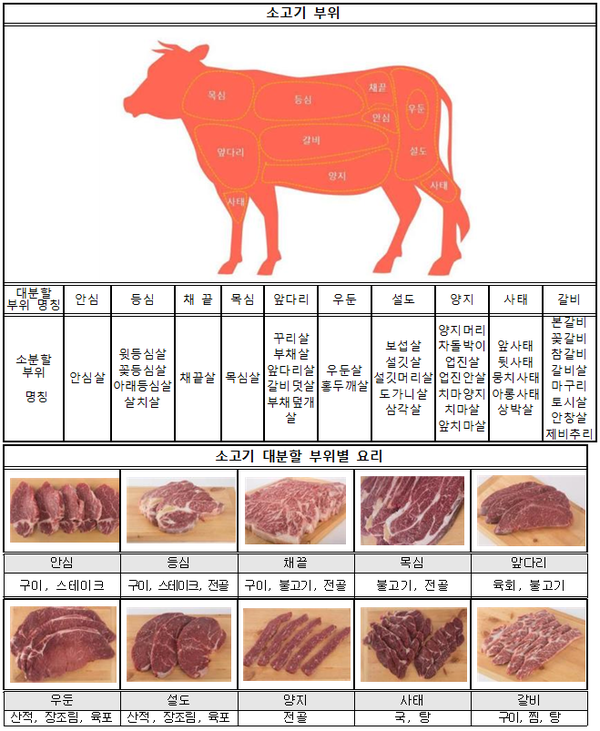 소고기 부위
목심
등심
채끝
안심
우둔
갈비
앞다리
설도
양지
사태
사태
대분할
부위 명칭
안심
등심
채 끝
목심
앞다리
우둔
설도
양지
사태
갈비
소분할
부위
명칭
안심살
윗등심살
꽃등심살
아래등심살
살치살
채끝살
목심살
꾸리살
부채살
앞다리살
갈비덧살
부채덮개
살
우둔살
홍두깨살
보섭살
설깃살
설깃머리살
도가니살
삼각살
양지머리
차돌박이
업진살
업진안살
치마양지
치마살
앞치마살
앞사태
뒷사태
뭉치사태
아롱사태
상박살
본갈비
꽃갈비
참갈비
갈비살
마구리
토시살
안창살
제비추리
소고기 대분할 부위별 요리
안심
등심
채끝
목심
앞다리
구이, 스테이크
구이, 스테이크, 전골
구이, 불고기, 전골
불고기, 전골
육회, 불고기
우둔
설도
양지
사태
갈비
산적, 장조림, 육포
산적, 장조림, 육포
전골
국, 탕
구이, 찜, 탕